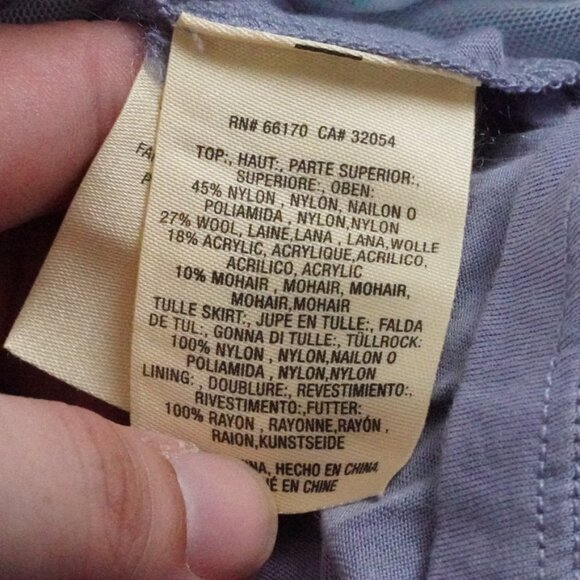 RN# 66170 CA# 32054
TOP:, HAUT:, PARTE SUPERIOR:,
SUPERIORE:, OBEN:
45% NYLON , NYLON, NAILON O
POLIAMIDA , NYLON,NYLON
27% WOOL, LAINE,LANA , LANA,WOLLE
18% ACRYLIC, ACRYLIQUE,ACRILICO,
ACRILICO, ACRYLIC
10% MOHAIR , MOHAIR, MOHAIR,
MOHAIR,MOHAIR
TULLE SKIRT:, JUPE EN TULLE:, FALDA
DE TUL:, GONNA DI TULLE:, TÜLLROCK:
100% NYLON , NYLON,NAILON O
POLIAMIDA , NYLON,NYLON
LINING: , DOUBLURE:, REVESTIMIENTO:,
RIVESTIMENTO:,FUTTER:
100% RAYON , RAYONNE,RAYÓN ,
RAION,KUNSTSEIDE
HECHO EN CHINA
EN CHINE